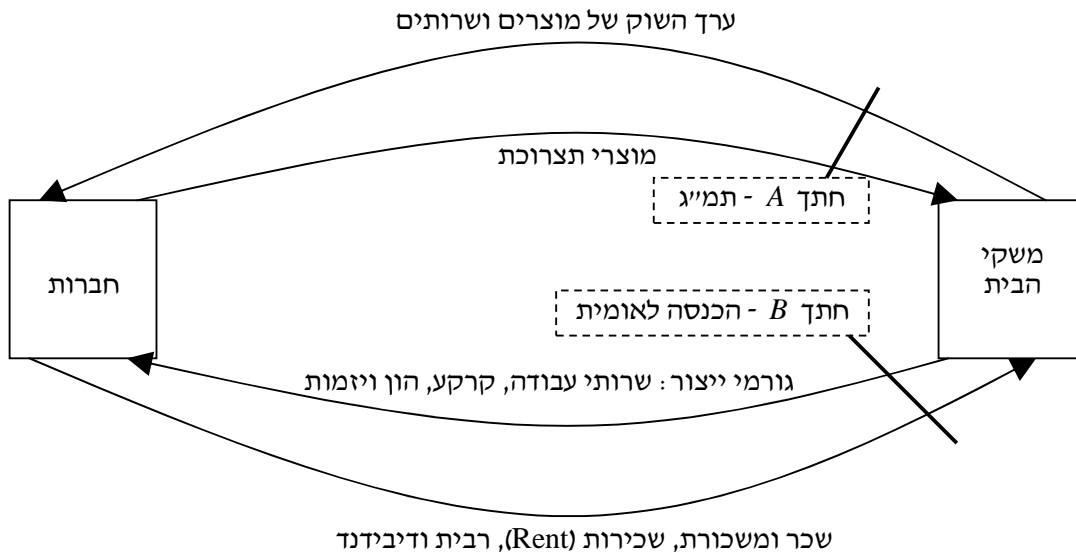 ערך השוק של מוצרים ושרותים
מוצרי תצרוכת
חתך A - תמ״ג
משקי
הבית
חברות
חתך B - הכנסה לאומית
גורמי ייצור : שרותי עבודה, קרקע, הון ויזמות
שכר ומשכורת, שכירות (Rent), רבית ודיבידנד